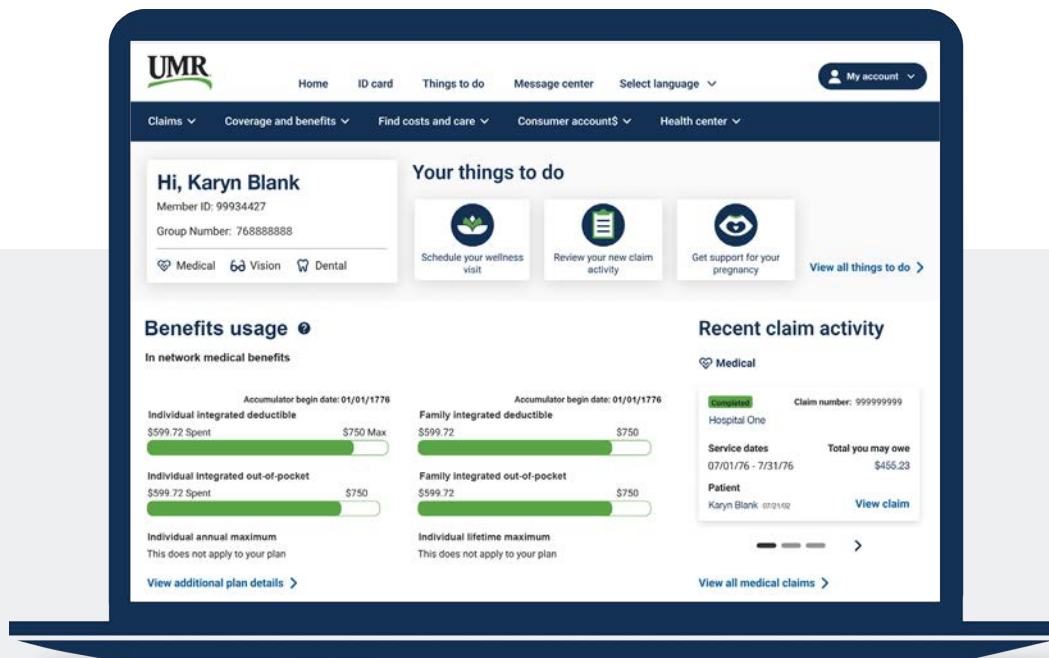 UMR
Home ID card Things to do Message center Select language
My account
Claims Coverage and benefits Find costs and care Consumer account$ Health center
Hi, Karyn Blank
Member ID: 99934427
Group Number: 768888888
Medical Vision Dental
Your things to do
Schedule your wellness
visit
Review your new claim
activity
Get support for your
pregnancy
View all things to do
Benefits usage ?
In network medical benefits
Accumulator begin date: 01/01/1776
Individual integrated deductible
$599.72 Spent $750 Max
Individual Integrated out-of-pocket
$599.72 Spent $750
Individual annual maximum
This does not apply to your plan
View additional plan details
Accumulator begin date: 01/01/1776
Family integrated deductible
$599.72 $750
Family integrated out-of-pocket
$599.72 $750
Individual lifetime maximum
This does not apply to your plan
Recent claim activity
Medical
Completed Claim number: 999999999
Hospital One
Service dates Total you may owe
07/01/76 - 7/31/76 $455.23
Patient
Karyn Blank 07/21/02 View claim
View all medical claims